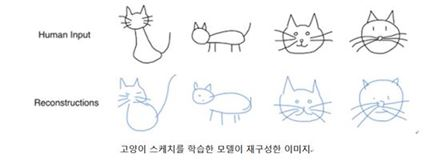 Human Input
Reconstructions
고양이 스케치를 학습한 모델이 재구성한 이미지.